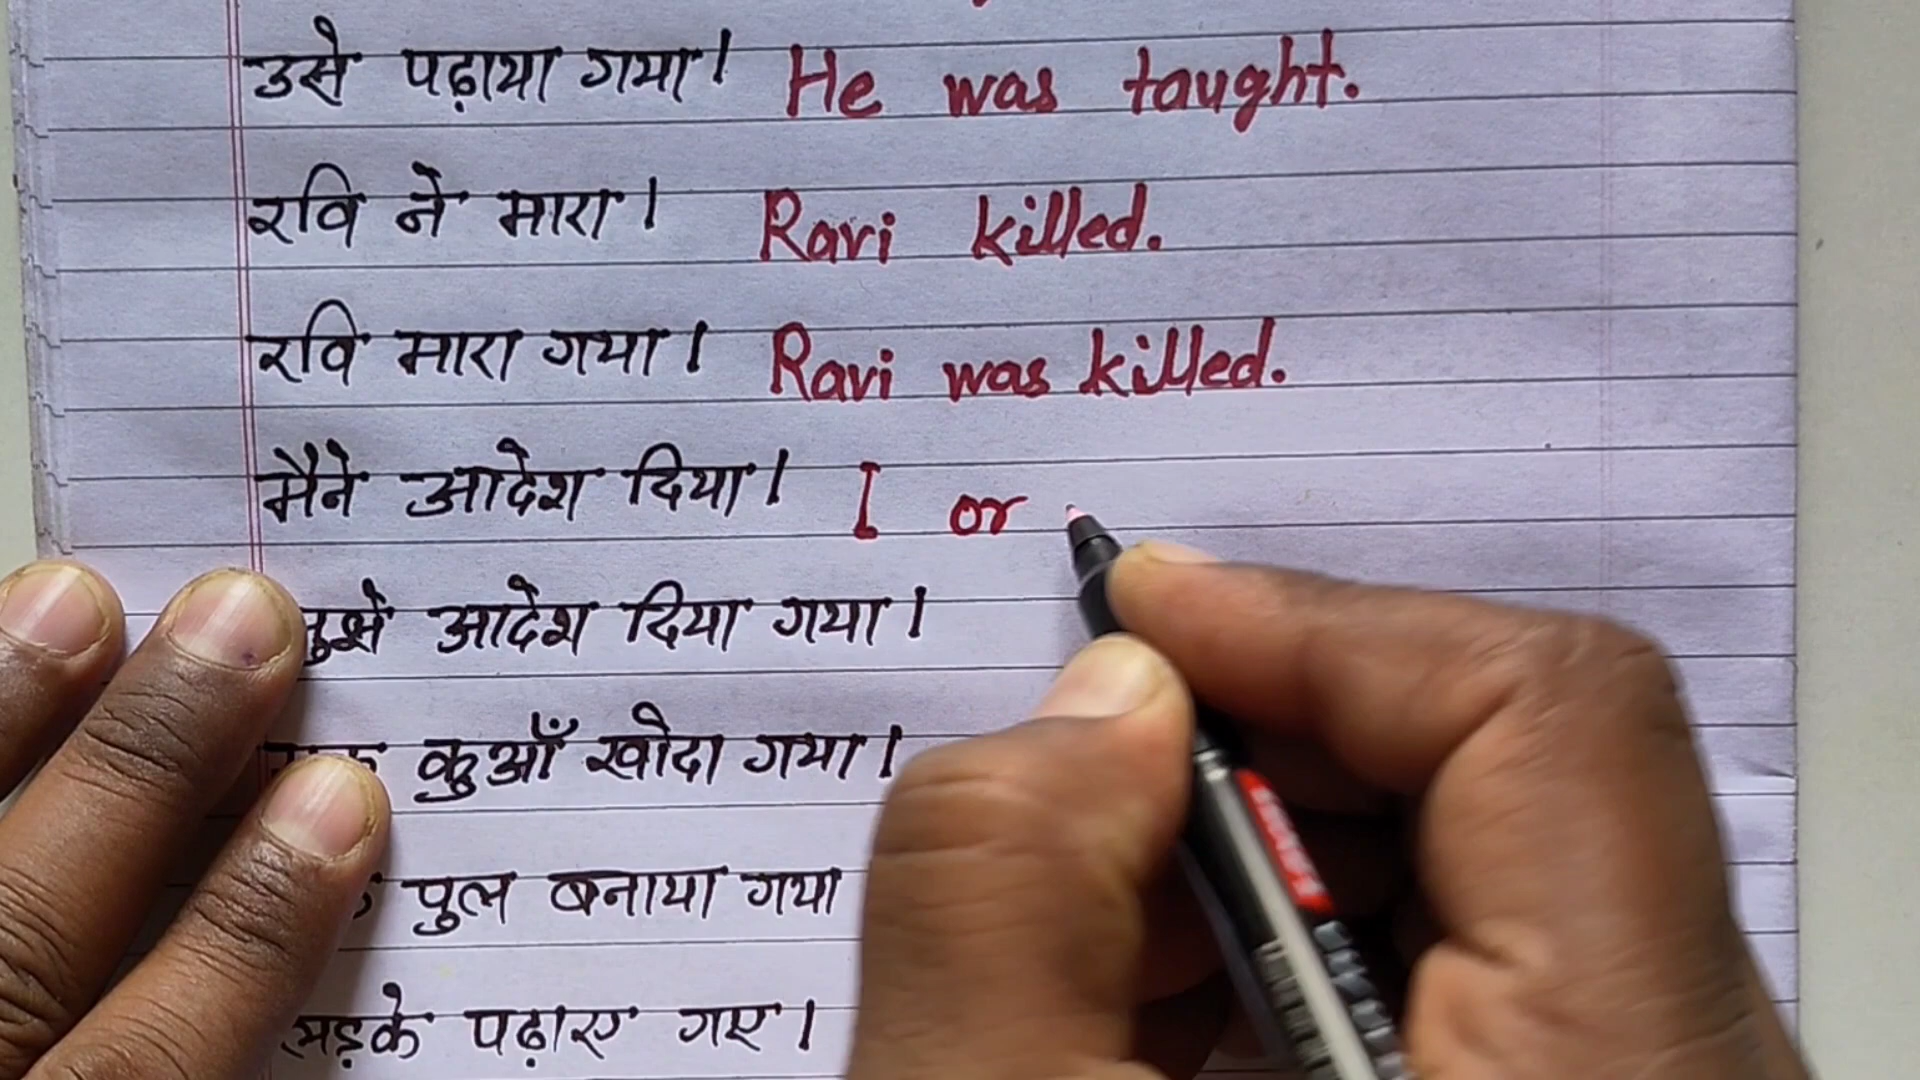 उसे पढ़ाया गया। He was taught.
रवि ने मारा। Ravi killed.
रवि मारा गया। Ravi was killed.
मैने आदेश दिया। I or
आदेश दिया गया।
कुआँ खोदा गया।
पुल बनाया गया
पढ़ाए गए।